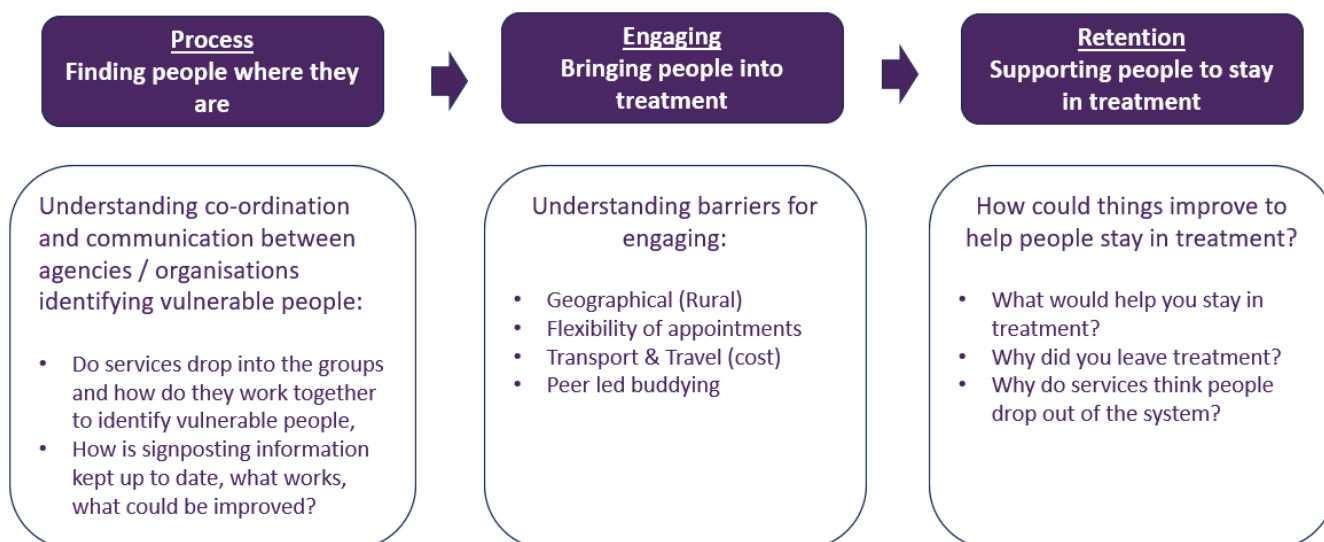 Process
Finding people where they
are
Engaging
Bringing people into
treatment
Retention
Supporting people to stay
in treatment
Understanding co-ordination
and communication between
agencies / organisations
identifying vulnerable people:
• Do services drop into the groups
and how do they work together
to identify vulnerable people,
• How is signposting information
kept up to date, what works,
what could be improved?
Understanding barriers for
engaging:
• Geographical (Rural)
• Flexibility of appointments
• Transport & Travel (cost)
• Peer led buddying
How could things improve to
help people stay in treatment?
• What would help you stay in
treatment?
• Why did you leave treatment?
• Why do services think people
drop out of the system?